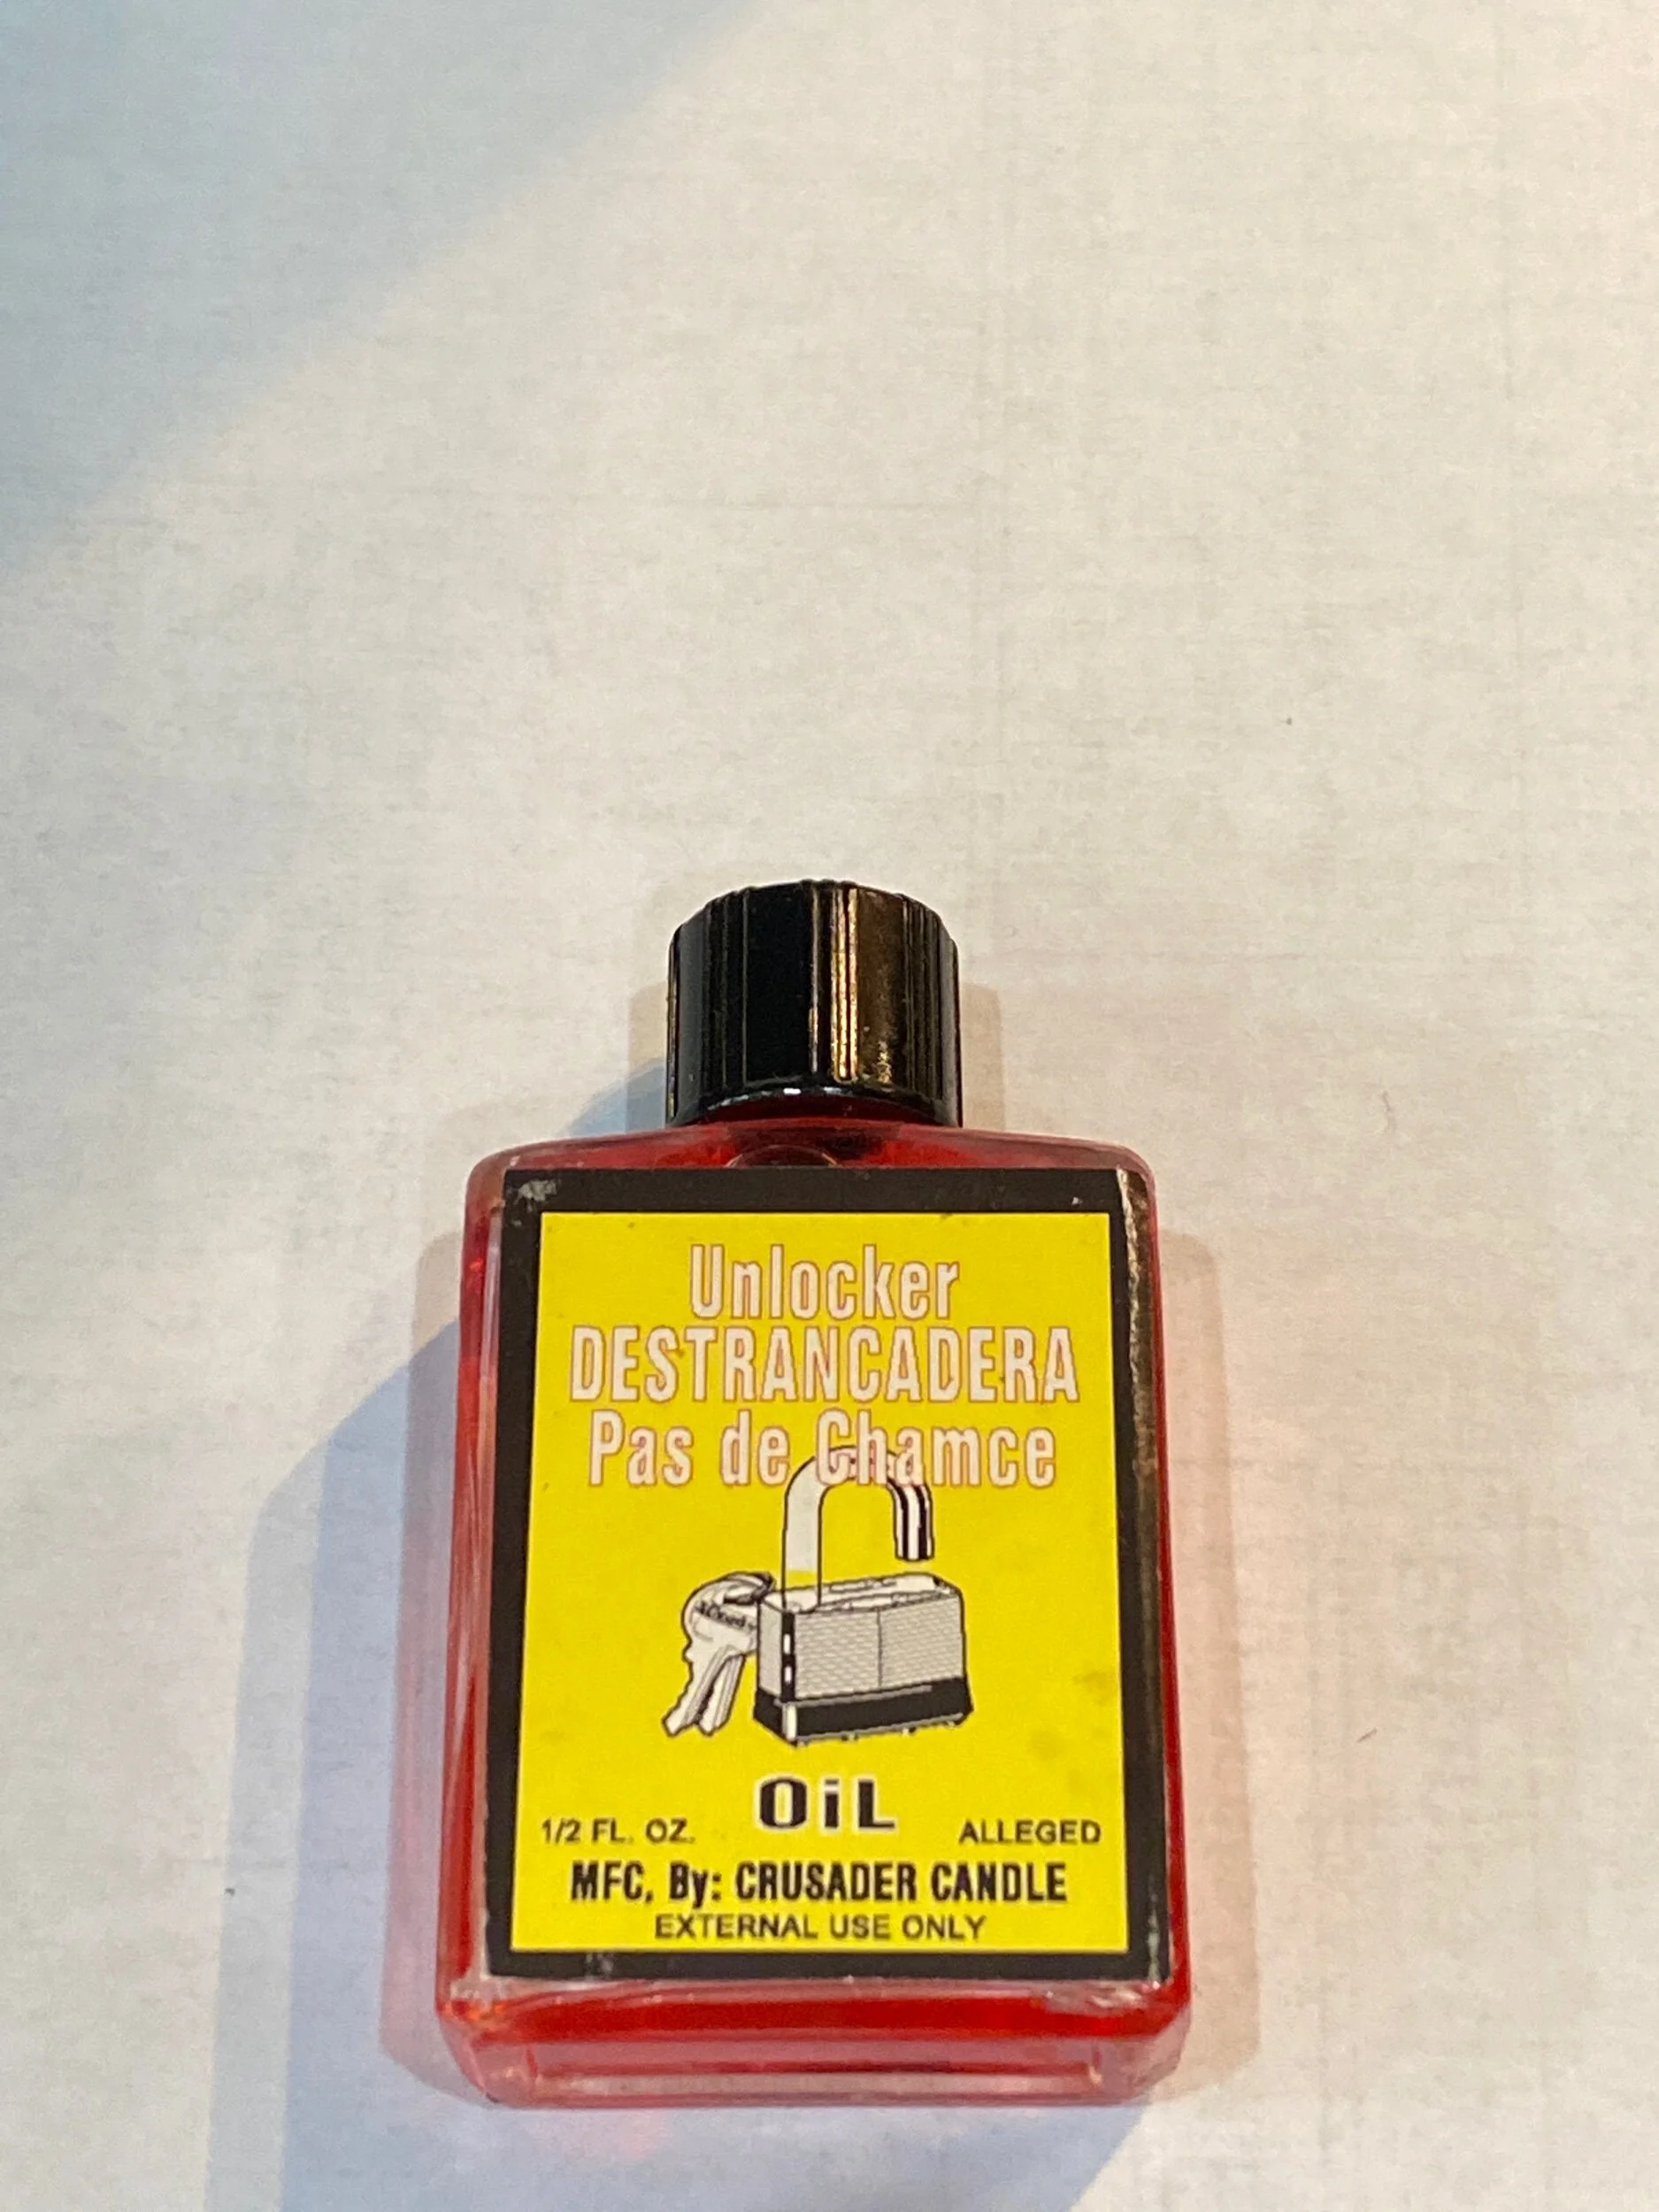 Unlocker
DESTRANCADERA
Pas de Chamce
OiL
1/2 FL. OZ.
ALLEGED
MFC. By: CRUSADER CANDLE
EXTERNAL USE ONLY